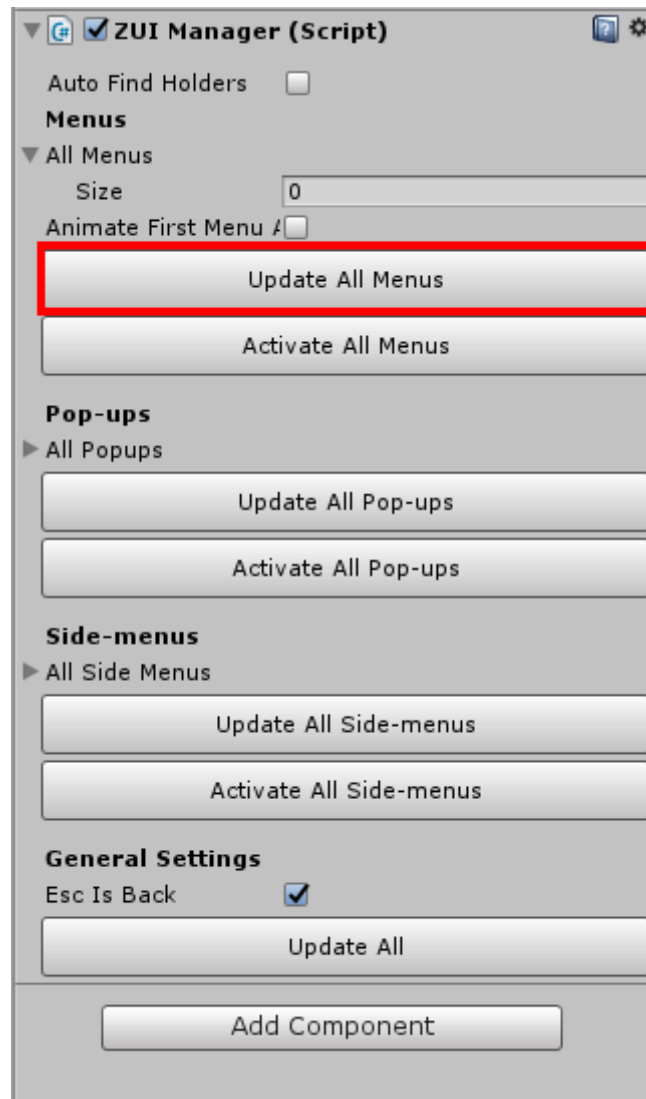 ZUI Manager (Script)
Auto Find Holders
Menus
All Menus
Size 0
Animate First Menu A
Update All Menus
Activate All Menus
Pop-ups
All Popups
Update All Pop-ups
Activate All Pop-ups
Side-menus
All Side Menus
Update All Side-menus
Activate All Side-menus
General Settings
Esc Is Back
Update All
Add Component